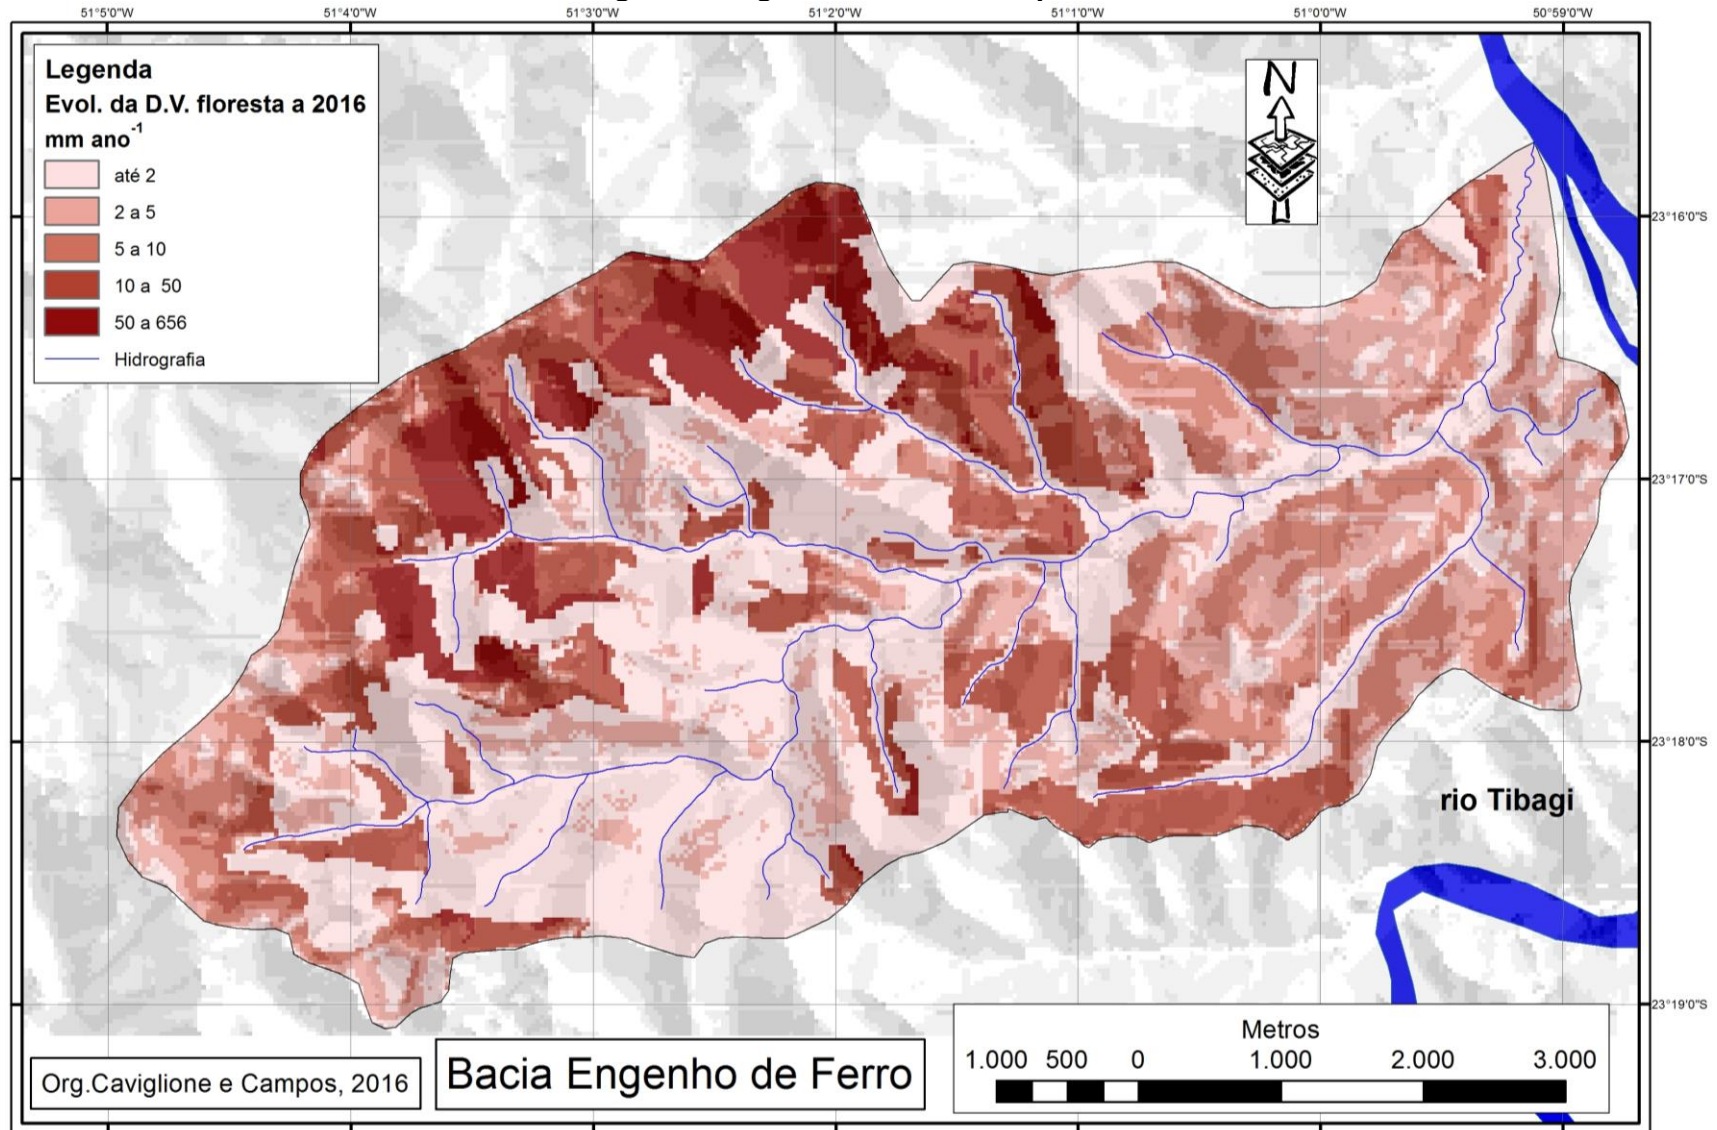 51°5'0"W 51°4'0"W 51°3'0"W 51°2'0"W 51°1'0"W 51°0'0"W 50°59'0"W
Legenda
Evol. da D.V. floresta a 2016
mm ano-1
até 2
2 a 5
5 a 10
10 a 50
50 a 656
Hidrografia
N
23°16'0"S
23°17'0"S
23°18'0"S
rio Tibagi
23°19'0"S
Org.Caviglione e Campos, 2016
Bacia Engenho de Ferro
Metros
1.000 500 0 1.000 2.000 3.000